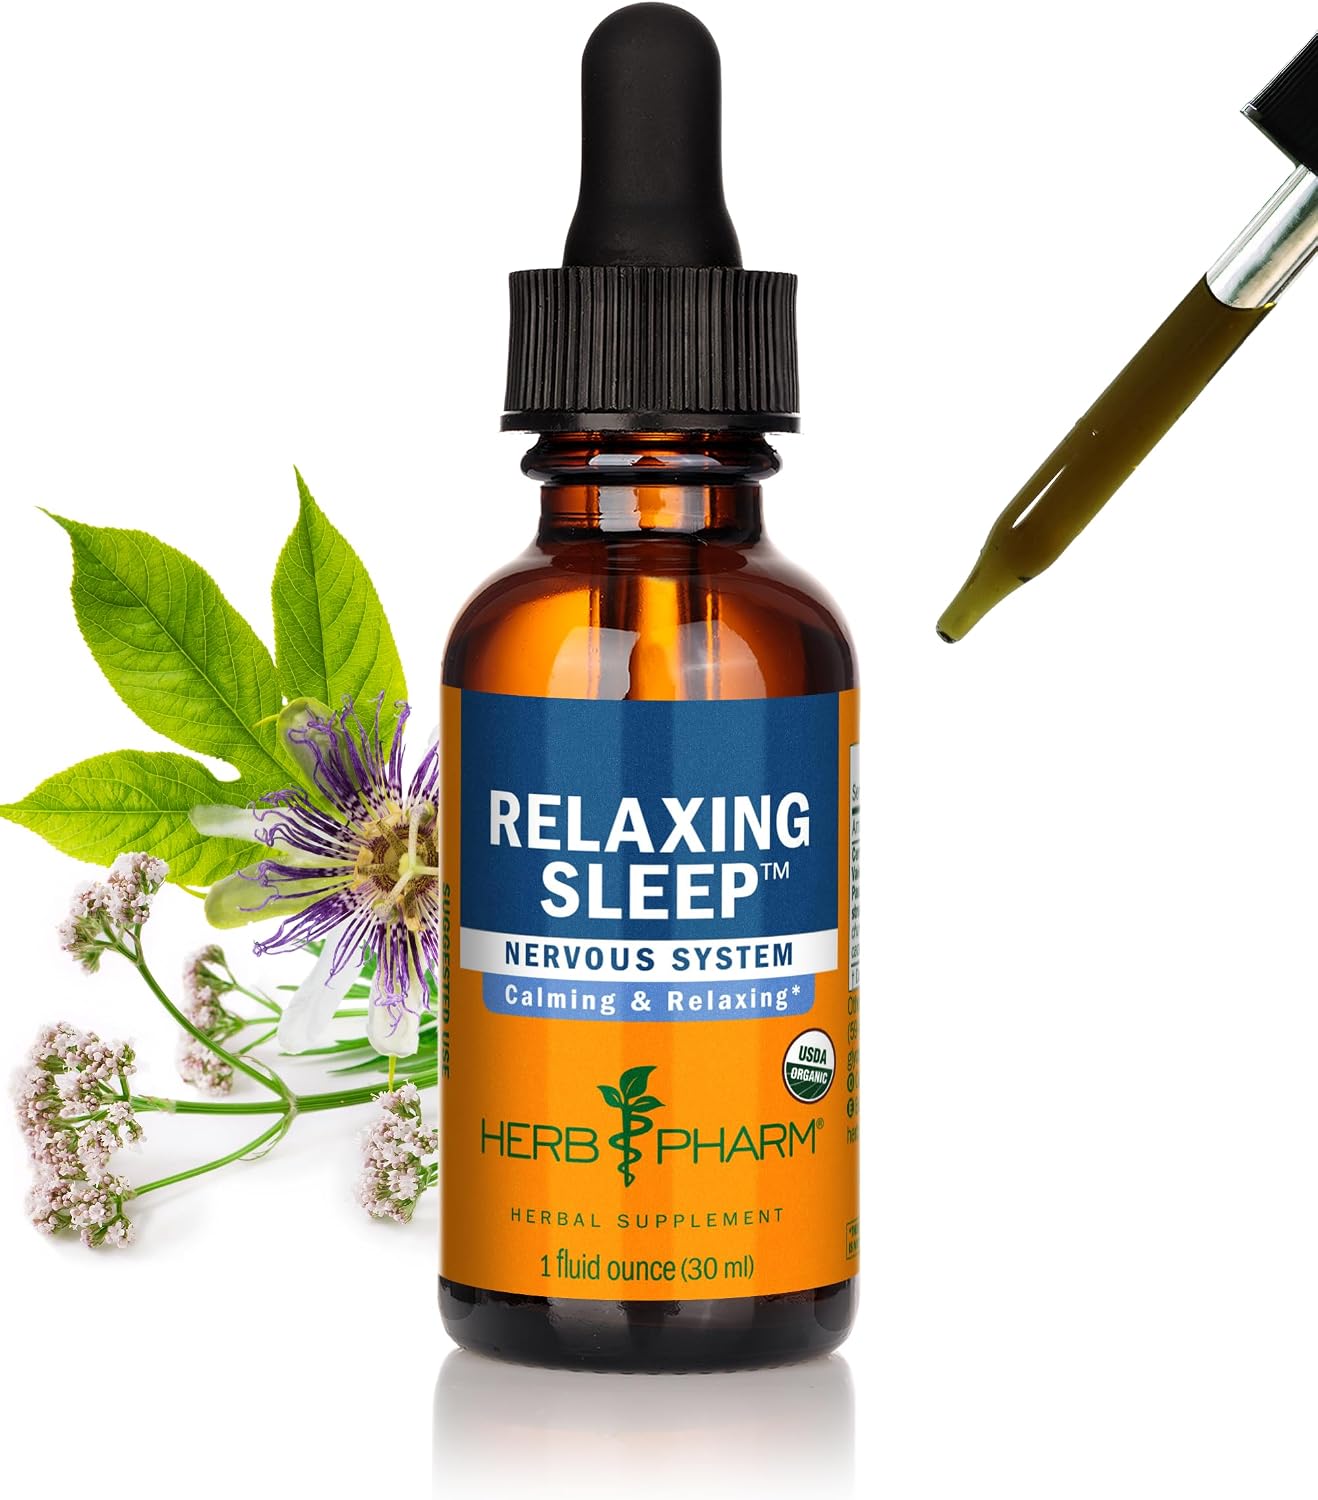 RELAXING
SLEEP™
NERVOUS SYSTEM
Calming & Relaxing*
USDA
ORGANIC
HERB PHARM®
HERBAL SUPPLEMENT
1 fluid ounce (30 ml)
SUGGESTED USE